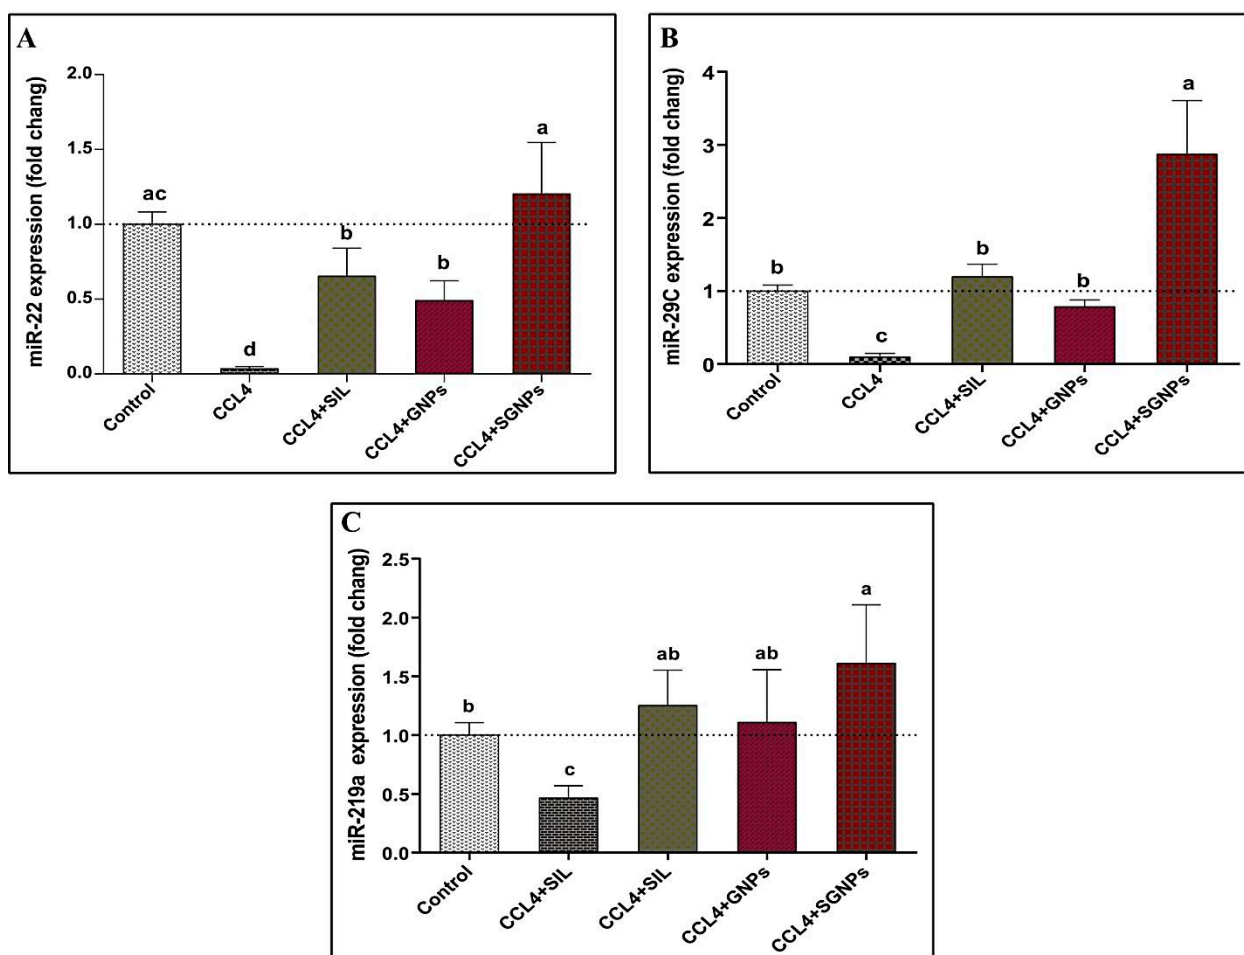 A
miR-22 expression (fold chang)
2.0
1.5
1.0
0.5
0.0
ac
d
b
b
a
Control
CCL4
CCL4+SIL
CCL4+GNPs
CCL4+SGNPs
B
miR-29C expression (fold chang)
4
3
2
1
0
b
c
b
b
a
Control
CCL4
CCL4+SIL
CCL4+GNPs
CCL4+SGNPs
C
miR-219a expression (fold chang)
2.5
2.0
1.5
1.0
0.5
0.0
b
c
ab
ab
a
Control
CCL4+SIL
CCL4+SIL
CCL4+GNPs
CCL4+SGNPs